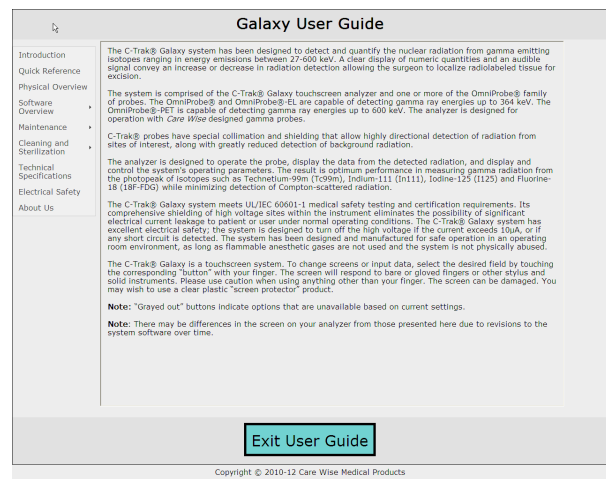 Galaxy User Guide
Introduction
Quick Reference
Physical Overview
Software
Overview
Maintenance
Cleaning and
Sterilization
Technical
Specifications
Electrical Safety
About Us
The C-Trak® Galaxy system has been designed to detect and quantify the nuclear radiation from gamma emitting
isotopes ranging in energy emissions between 27-600 keV. A clear display of numeric quantities and an audible
signal convey an increase or decrease in radiation detection allowing the surgeon to localize radiolabeled tissue for
excision.
The system is comprised of the C-Trak® Galaxy touchscreen analyzer and one or more of the OmniProbe® family
of probes. The OmniProbe® and OmniProbe®-EL are capable of detecting gamma ray energies up to 364 keV. The
OmniProbe®-PET is capable of detecting gamma ray energies up to 600 keV. The analyzer is designed for
operation with Care Wise designed gamma probes.
C-Trak® probes have special collimation and shielding that allow highly directional detection of radiation from
sites of interest, along with greatly reduced detection of background radiation.
The analyzer is designed to operate the probe, display the data from the detected radiation, and display and
control the system's operating parameters. The result is optimum performance in measuring gamma radiation from
the photopeak of isotopes such as Technetium-99m (Tc99m), Indium-111 (In111), Iodine-125 (I125) and Fluorine-
18 (18F-FDG) while minimizing detection of Compton-scattered radiation.
The C-Trak® Galaxy system meets UL/IEC 60601-1 medical safety testing and certification requirements. Its
comprehensive shielding of high voltage sites within the instrument eliminates the possibility of significant
electrical current leakage to patient or user under normal operating conditions. The C-Trak® Galaxy system has
excellent electrical safety; the system is designed to turn off the high voltage if the current exceeds 10µA, or if
any short circuit is detected. The system has been designed and manufactured for safe operation in an operating
room environment, as long as flammable anesthetic gases are not used and the system is not physically abused.
The C-Trak® Galaxy is a touchscreen system. To change screens or input data, select the desired field by touching
the corresponding "button" with your finger. The screen will respond to bare or gloved fingers or other stylus and
solid instruments. Please use caution when using anything other than your finger. The screen can be damaged. You
may wish to use a clear plastic "screen protector" product.
Note: "Grayed out" buttons indicate options that are unavailable based on current settings.
Note: There may be differences in the screen on your analyzer from those presented here due to revisions to the
system software over time.
Exit User Guide
Copyright © 2010-12 Care Wise Medical Products